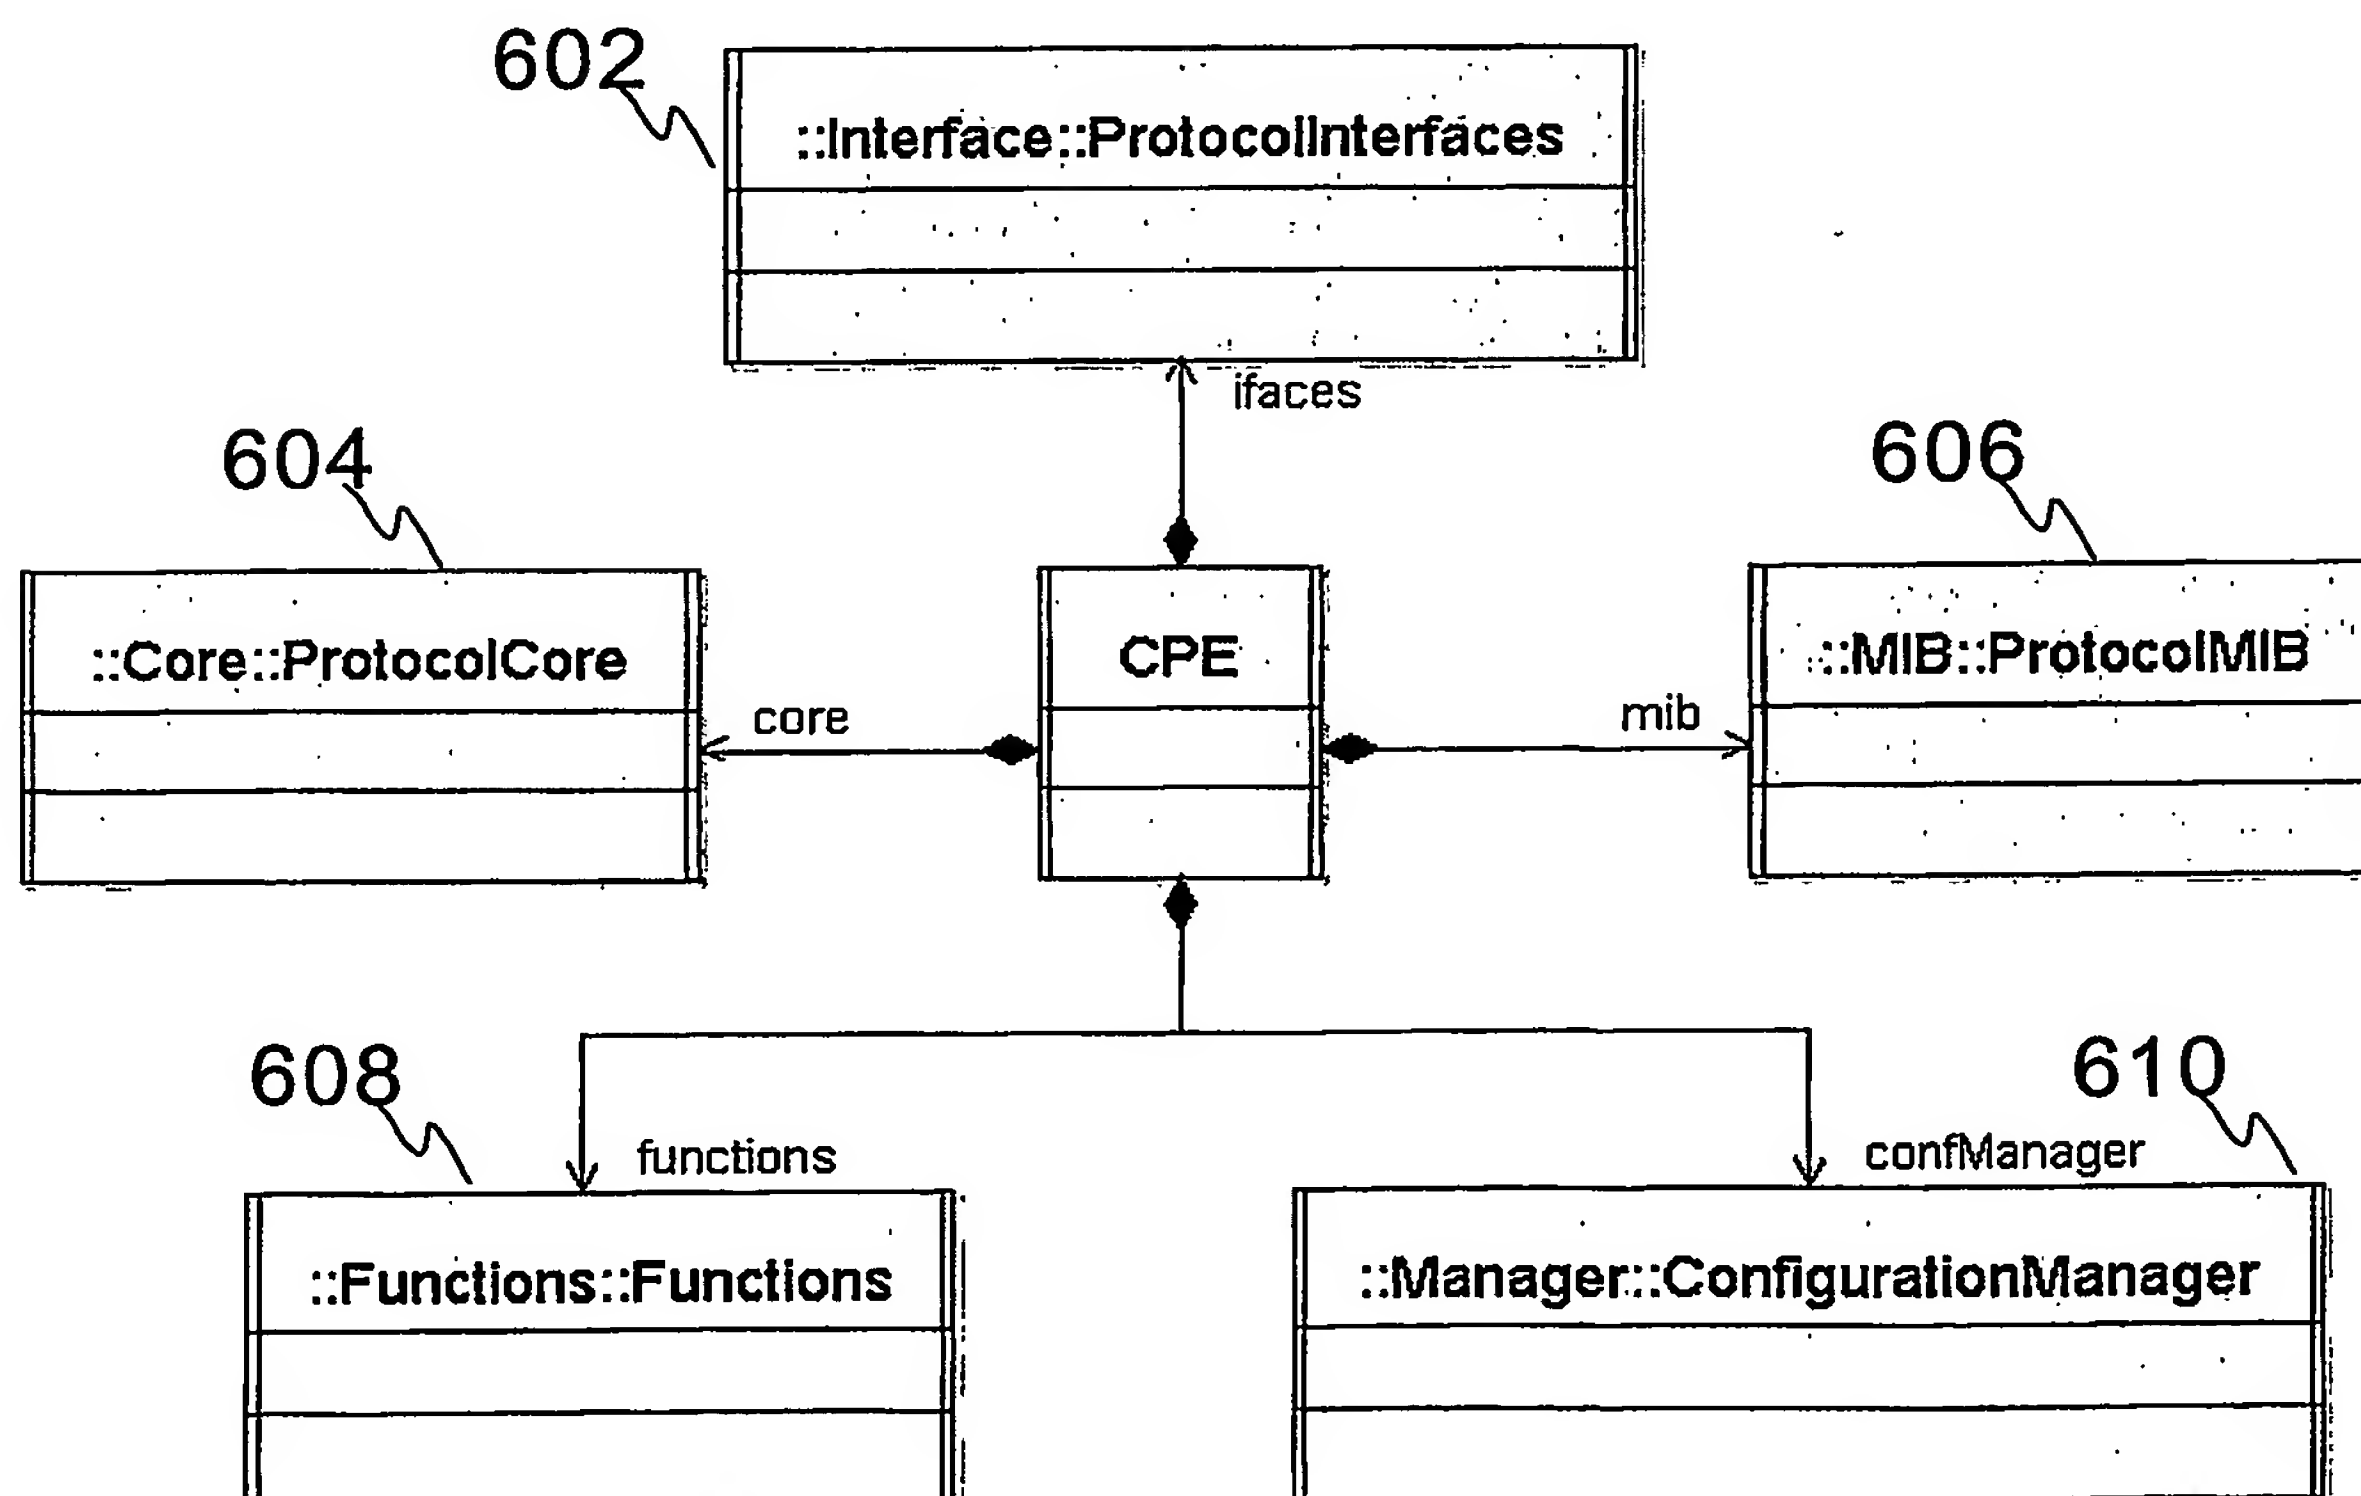 602
::Interface::ProtocolInterfaces
ifaces
604
606
::Core::ProtocolCore
CPE
::MIB::ProtocolMIB
core
mib
608
610
functions
confManager
::Functions::Functions
::Manager::ConfigurationManager